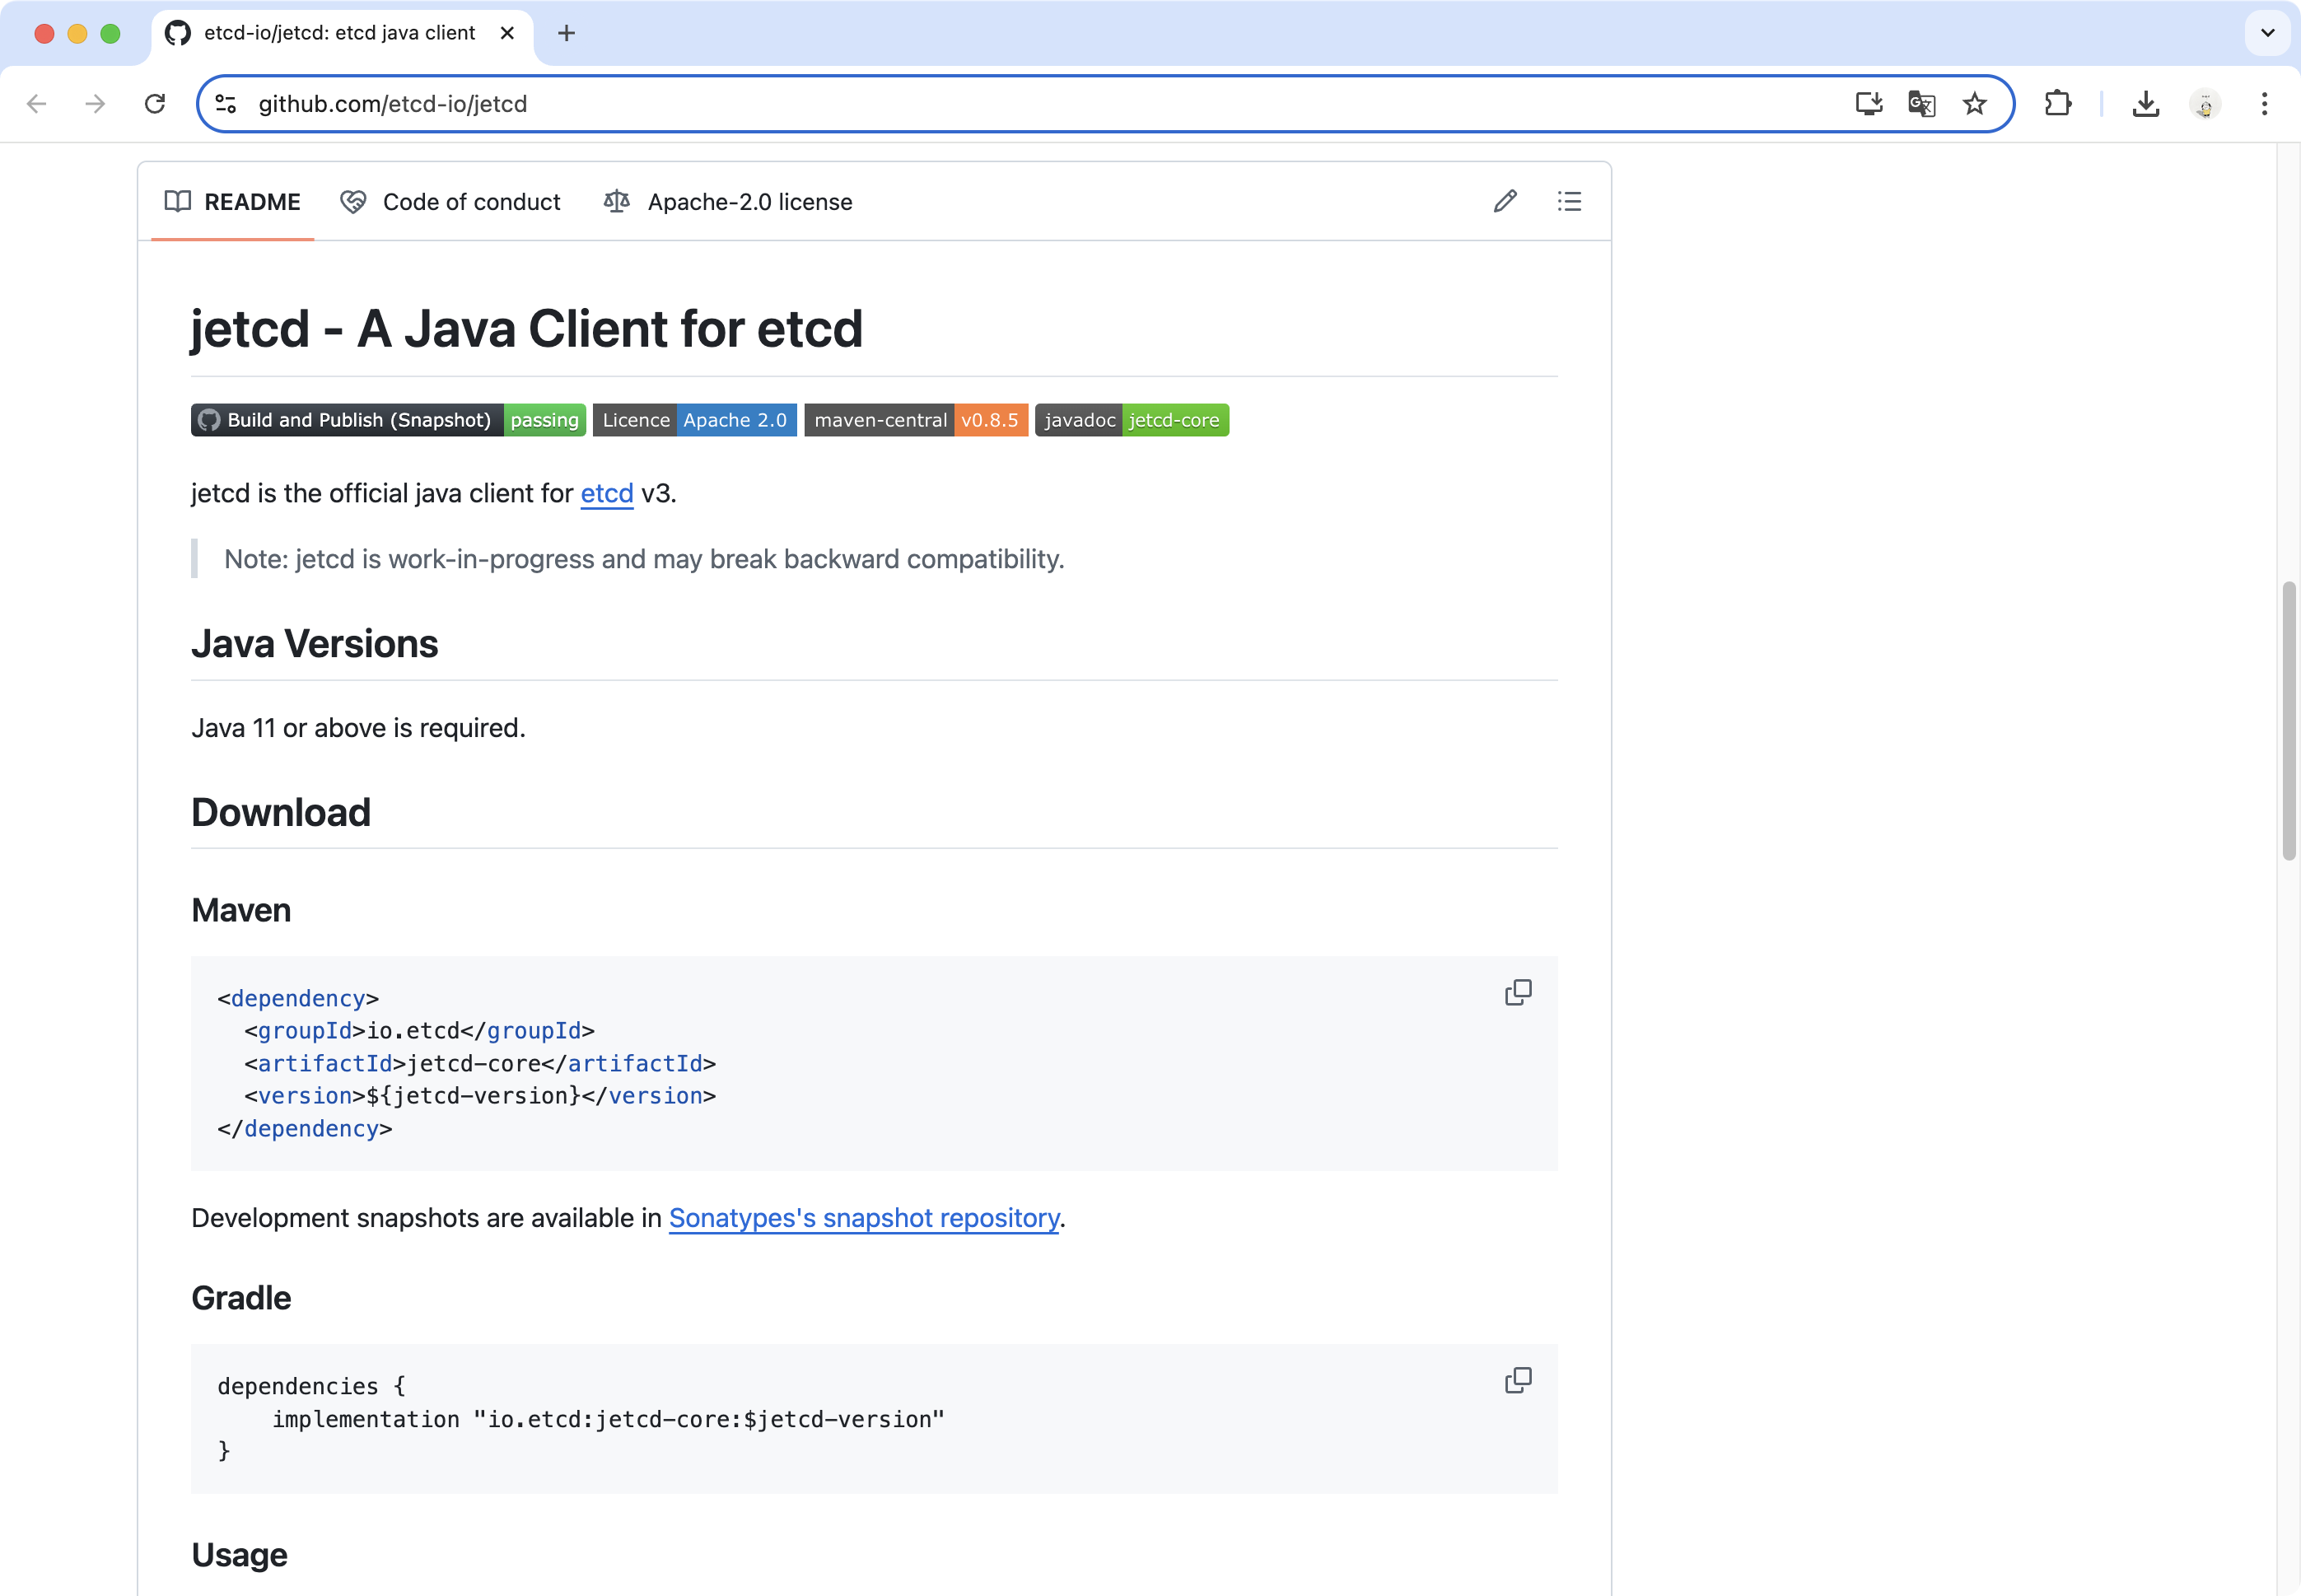 etcd-io/jetcd: etcd java client
github.com/etcd-io/jetcd
README Code of conduct Apache-2.0 license
jetcd - A Java Client for etcd
Build and Publish (Snapshot) passing Licence Apache 2.0 maven-central v0.8.5 javadoc jetcd-core
jetcd is the official java client for etcd v3.
Note: jetcd is work-in-progress and may break backward compatibility.
Java Versions
Java 11 or above is required.
Download
Maven
<dependency>
  <groupId>io.etcd</groupId>
  <artifactId>jetcd-core</artifactId>
  <version>${jetcd-version}</version>
</dependency>
Development snapshots are available in Sonatypes's snapshot repository.
Gradle
dependencies {
    implementation "io.etcd:jetcd-core:$jetcd-version"
}
Usage